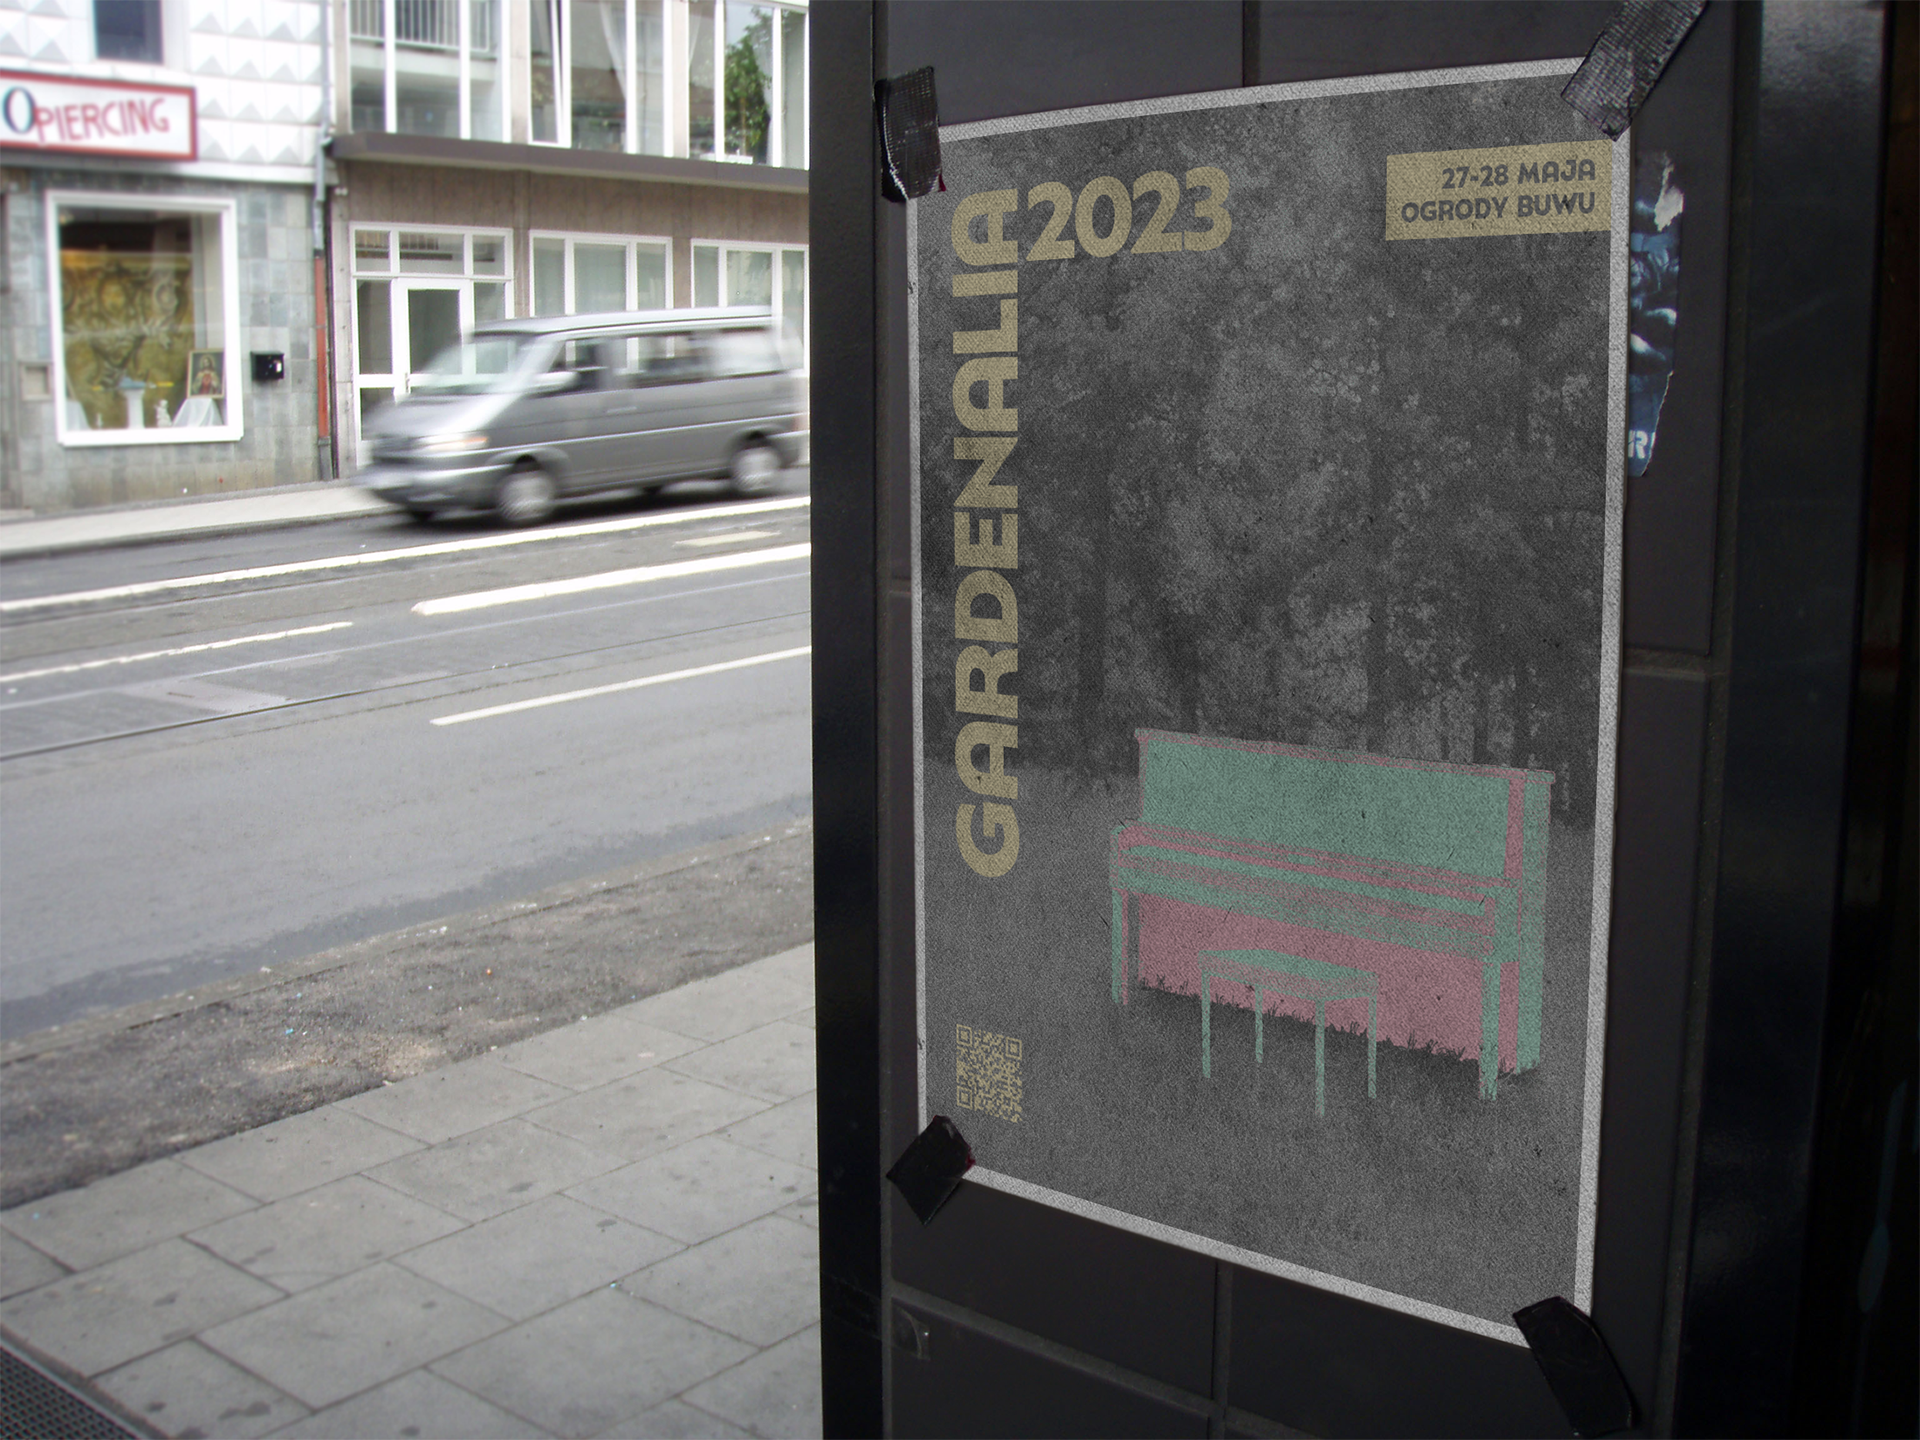 OPIERCING
GARDENALIA 2023
27-28 MAJA
OGRODY BUWU
R